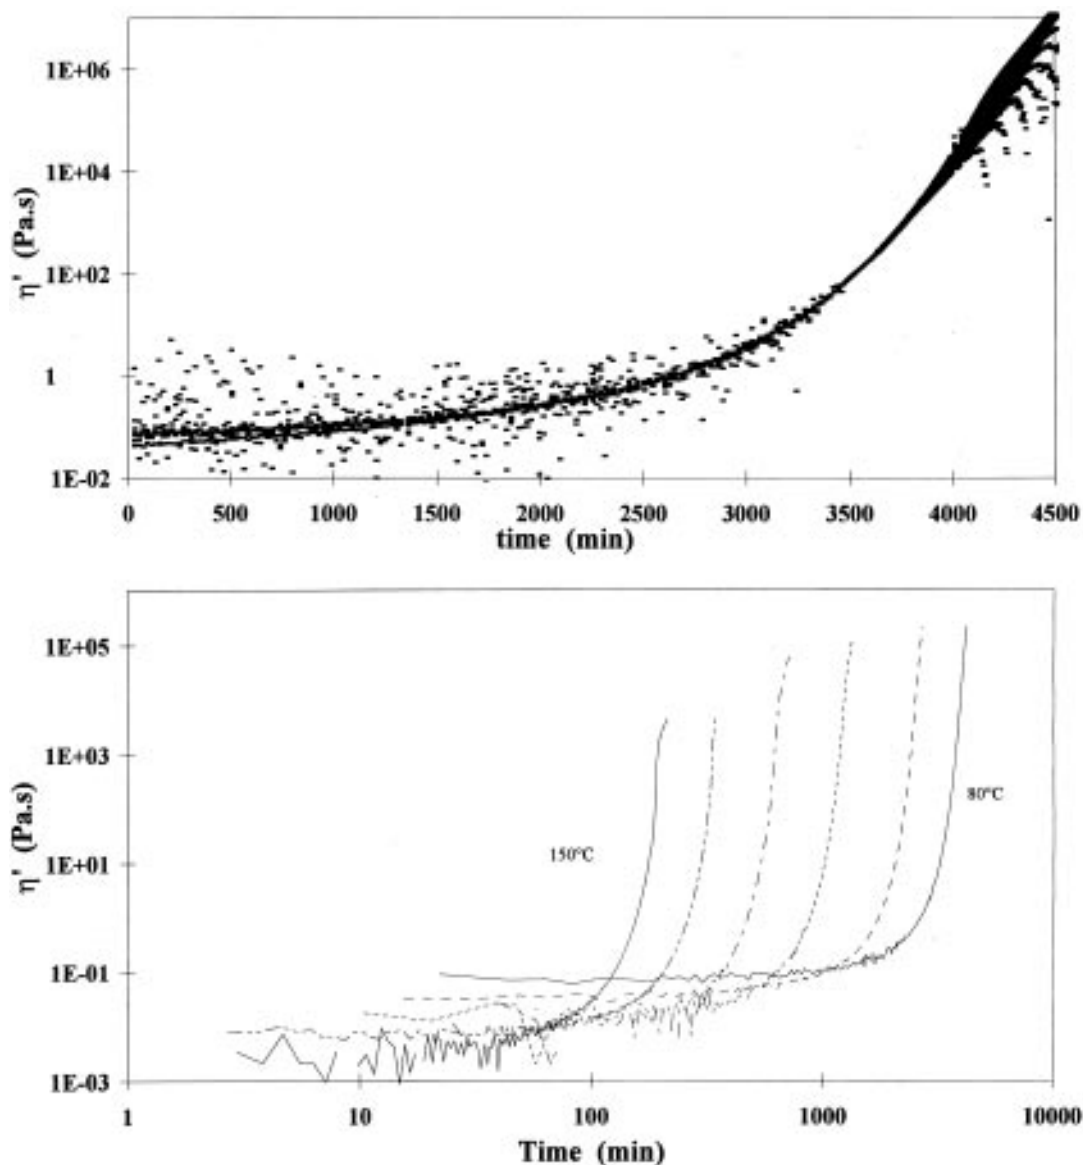 1E+06
1E+04
1E+02
1
1E-02
η' (Pa.s)
0 500 1000 1500 2000 2500 3000 3500 4000 4500
time (min)
1E+05
1E+03
1E+01
1E-01
1E-03
η' (Pa.s)
150°C
80°C
1 10 100 1000 10000
Time (min)